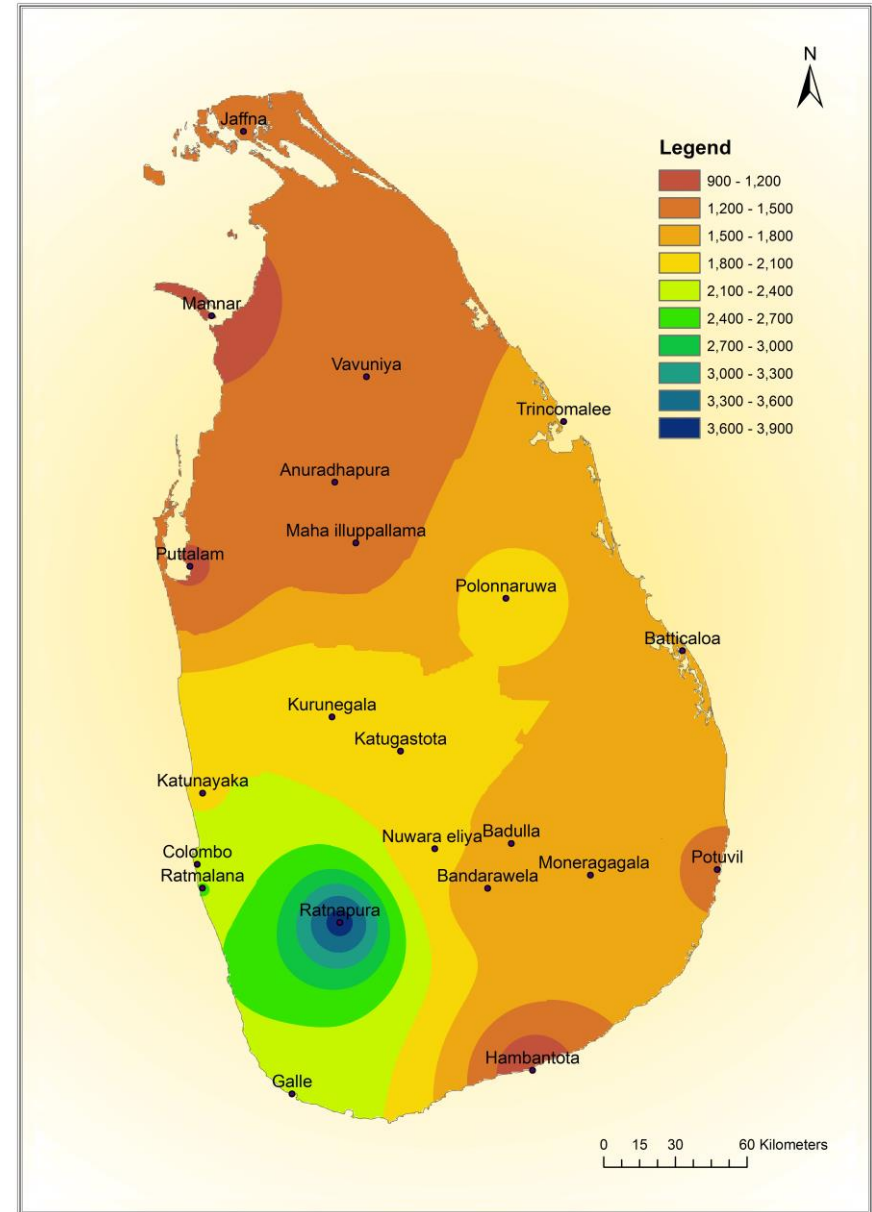 N
Jaffna
Legend
900 - 1,200
1,200 - 1,500
1,500 - 1,800
1,800 - 2,100
2,100 - 2,400
2,400 - 2,700
2,700 - 3,000
3,000 - 3,300
3,300 - 3,600
3,600 - 3,900
Mannar
Vavuniya
Trincomalee
Anuradhapura
Maha illuppallama
Puttalam
Polonnaruwa
Batticaloa
Kurunegala
Katugastota
Katunayaka
Nuwara eliya
Badulla
Colombo
Bandarawela
Moneragagala
Potuvil
Ratmalana
Ratnapura
Hambantota
Galle
0 15 30 60 Kilometers